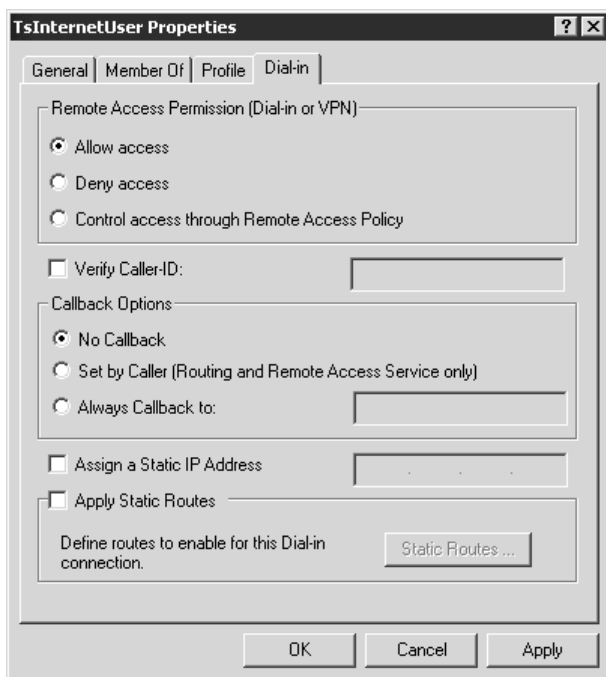 TsInternetUser Properties
? X
General Member Of Profile Dial-in
Remote Access Permission (Dial-in or VPN)
Allow access
Deny access
Control access through Remote Access Policy
Verify Caller-ID:
Callback Options
No Callback
Set by Caller (Routing and Remote Access Service only)
Always Callback to:
Assign a Static IP Address . . .
Apply Static Routes
Define routes to enable for this Dial-in
connection.
Static Routes ...
OK Cancel Apply